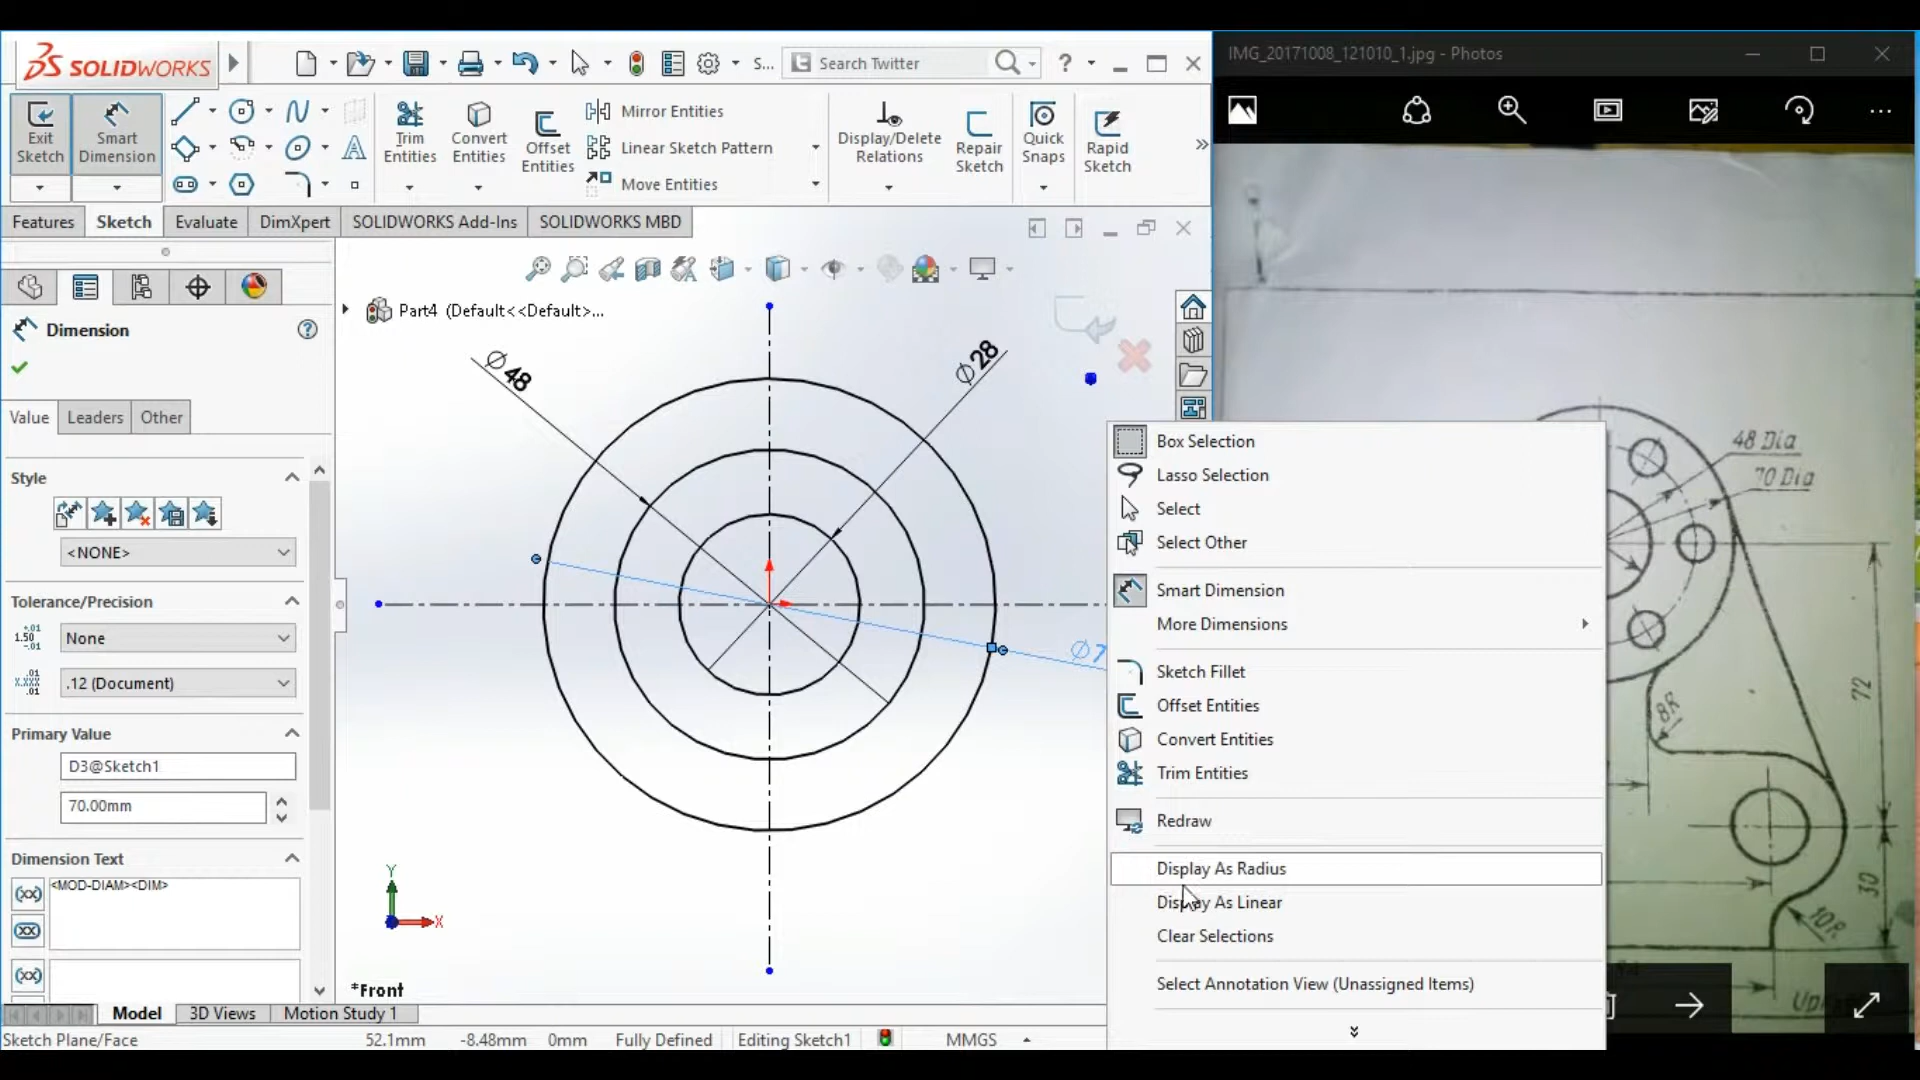 SOLIDWORKS
S...
Search Twitter
?
IMG_20171008_121010_1.jpg - Photos
Exit Sketch
Smart Dimension
Trim Entities
Convert Entities
Offset Entities
Mirror Entities
Linear Sketch Pattern
Move Entities
Display/Delete Relations
Repair Sketch
Quick Snaps
Rapid Sketch
Features
Sketch
Evaluate
DimXpert
SOLIDWORKS Add-Ins
SOLIDWORKS MBD
Part4 (Default<<Default>...
Dimension
Value
Leaders
Other
Style
<NONE>
Tolerance/Precision
None
.12 (Document)
Primary Value
D3@Sketch1
70.00mm
Dimension Text
<MOD-DIAM><DIM>
∅48
∅28
∅7
Y
X
*Front
Box Selection
Lasso Selection
Select
Select Other
Smart Dimension
More Dimensions
Sketch Fillet
Offset Entities
Convert Entities
Trim Entities
Redraw
Display As Radius
Display As Linear
Clear Selections
Select Annotation View (Unassigned Items)
48 Dia
70 Dia
72
8R
30
10R
Model
3D Views
Motion Study 1
Sketch Plane/Face
52.1mm
-8.48mm
0mm
Fully Defined
Editing Sketch1
MMGS